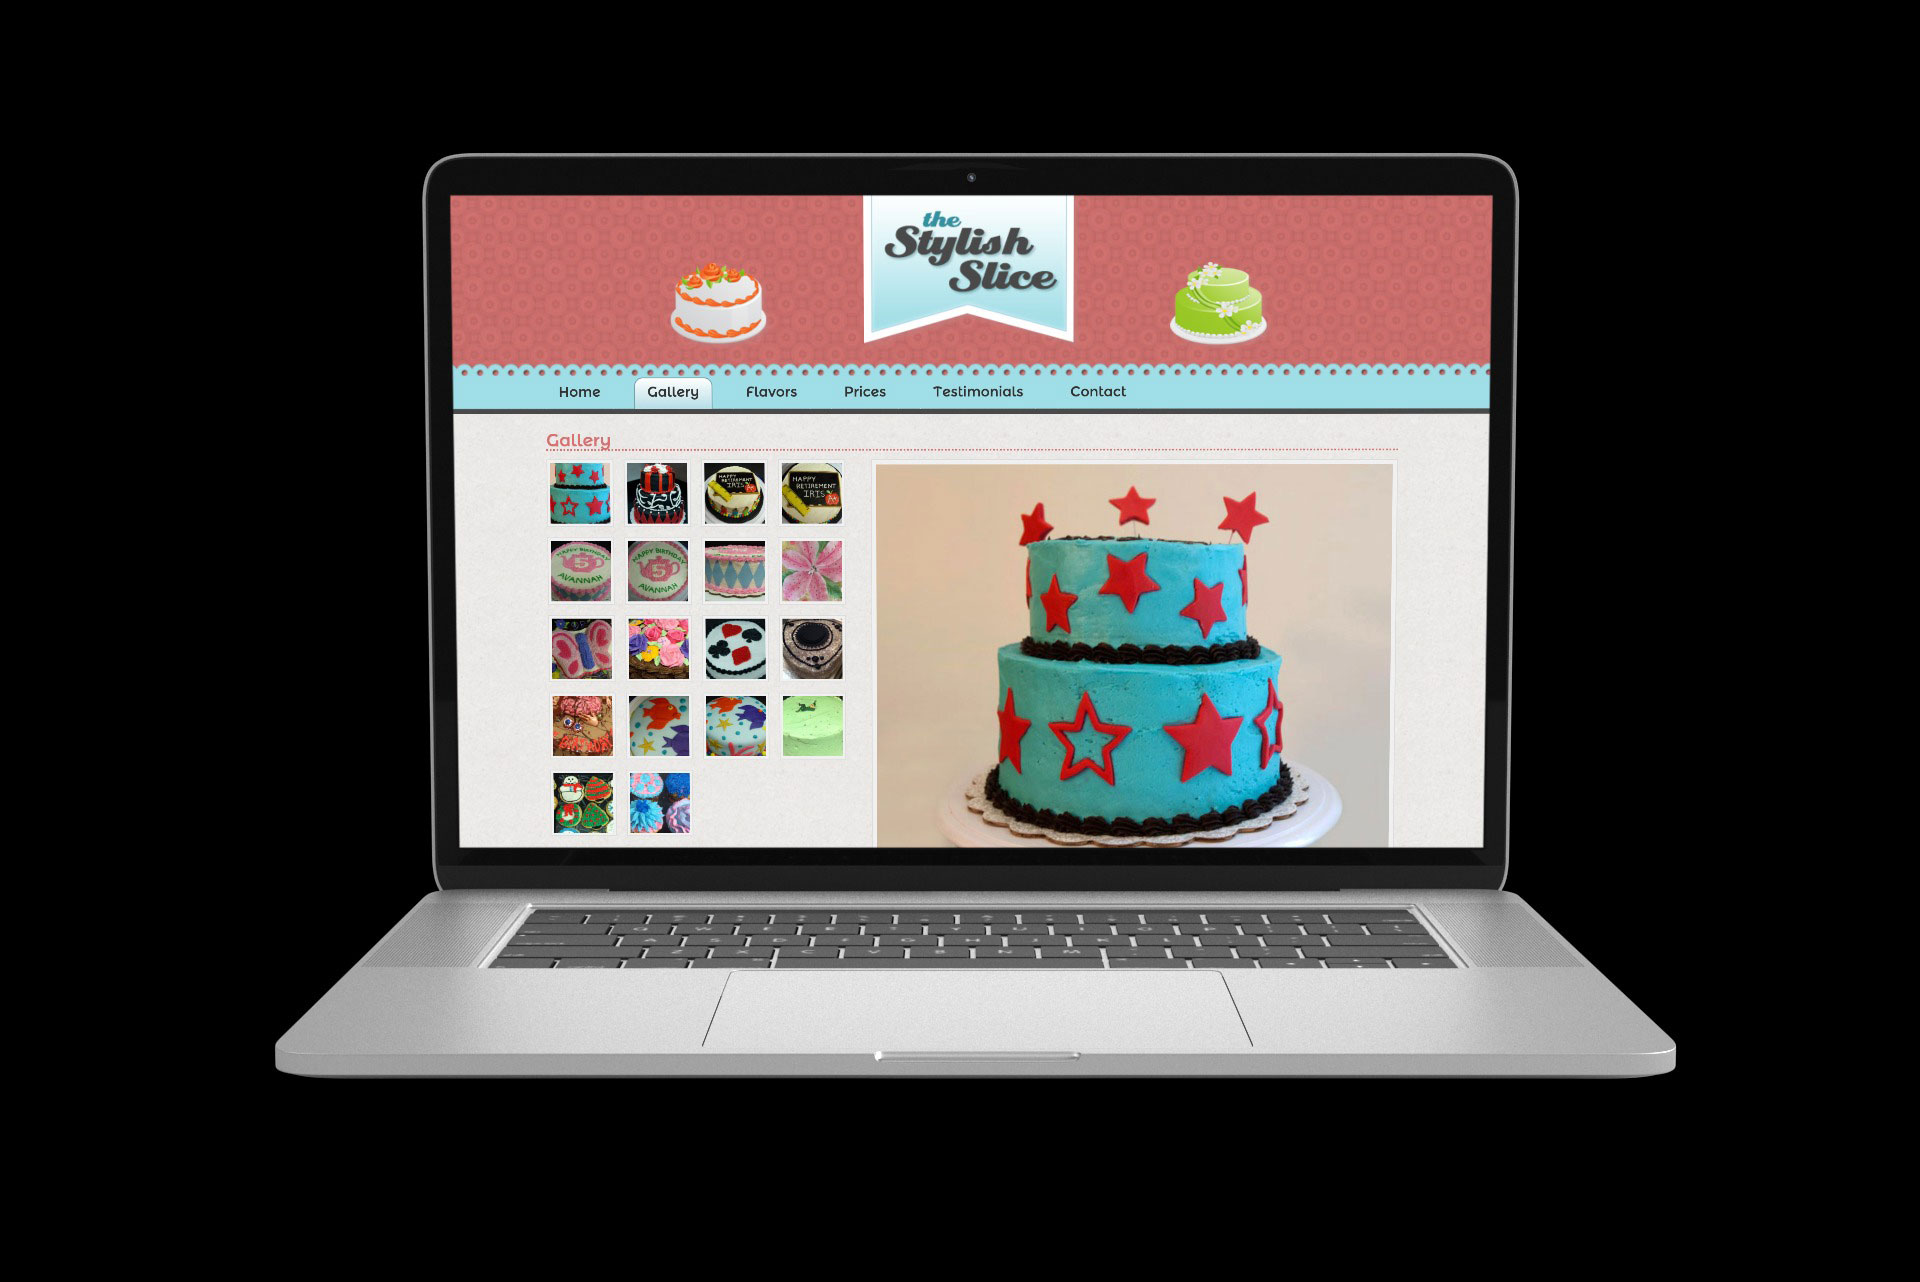 the
Stylish
Slice
Home Gallery Flavors Prices Testimonials Contact
Gallery
HAPPY
RETIREMENT
IRIS
HAPPY
RETIREMENT
IRIS
HAPPY BIRTHDAY
5
AVANNAH
HAPPY BIRTHDAY
5
AVANNAH